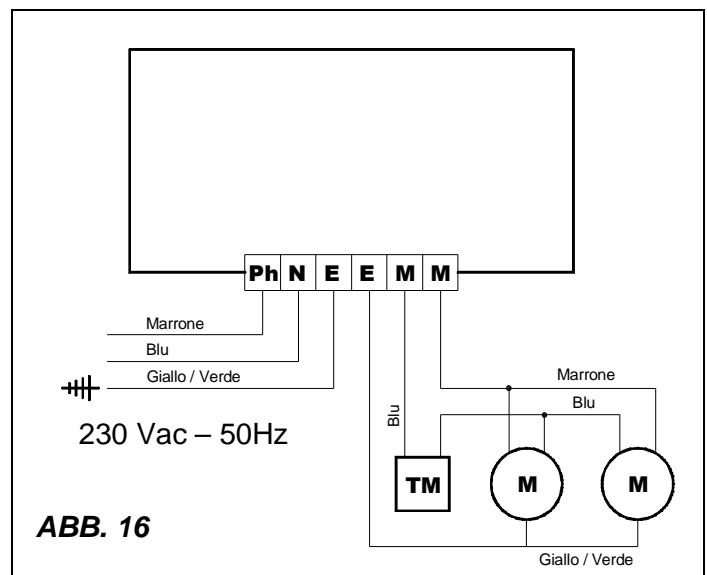 Ph N E E M M
Marrone
Blu
Giallo / Verde
230 Vac – 50Hz
Marrone
Blu
Blu
TM M M
Giallo / Verde
ABB. 16